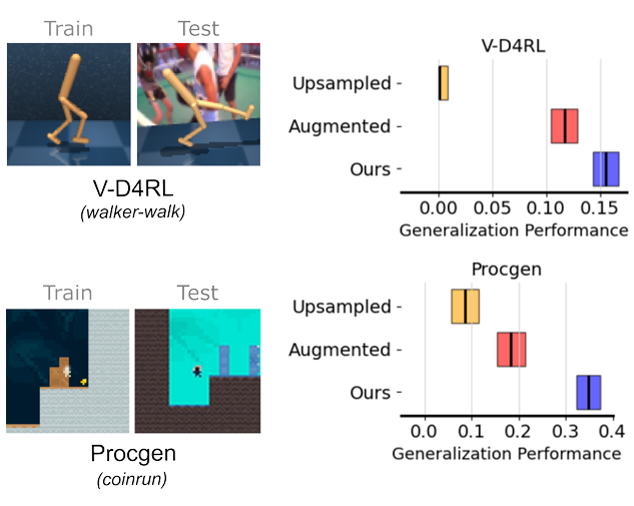 Train
Test
V-D4RL
(walker-walk)
V-D4RL
Upsampled
Augmented
Ours
0.00 0.05 0.10 0.15
Generalization Performance
Train
Test
Procgen
(coinrun)
Procgen
Upsampled
Augmented
Ours
0.0 0.1 0.2 0.3 0.4
Generalization Performance